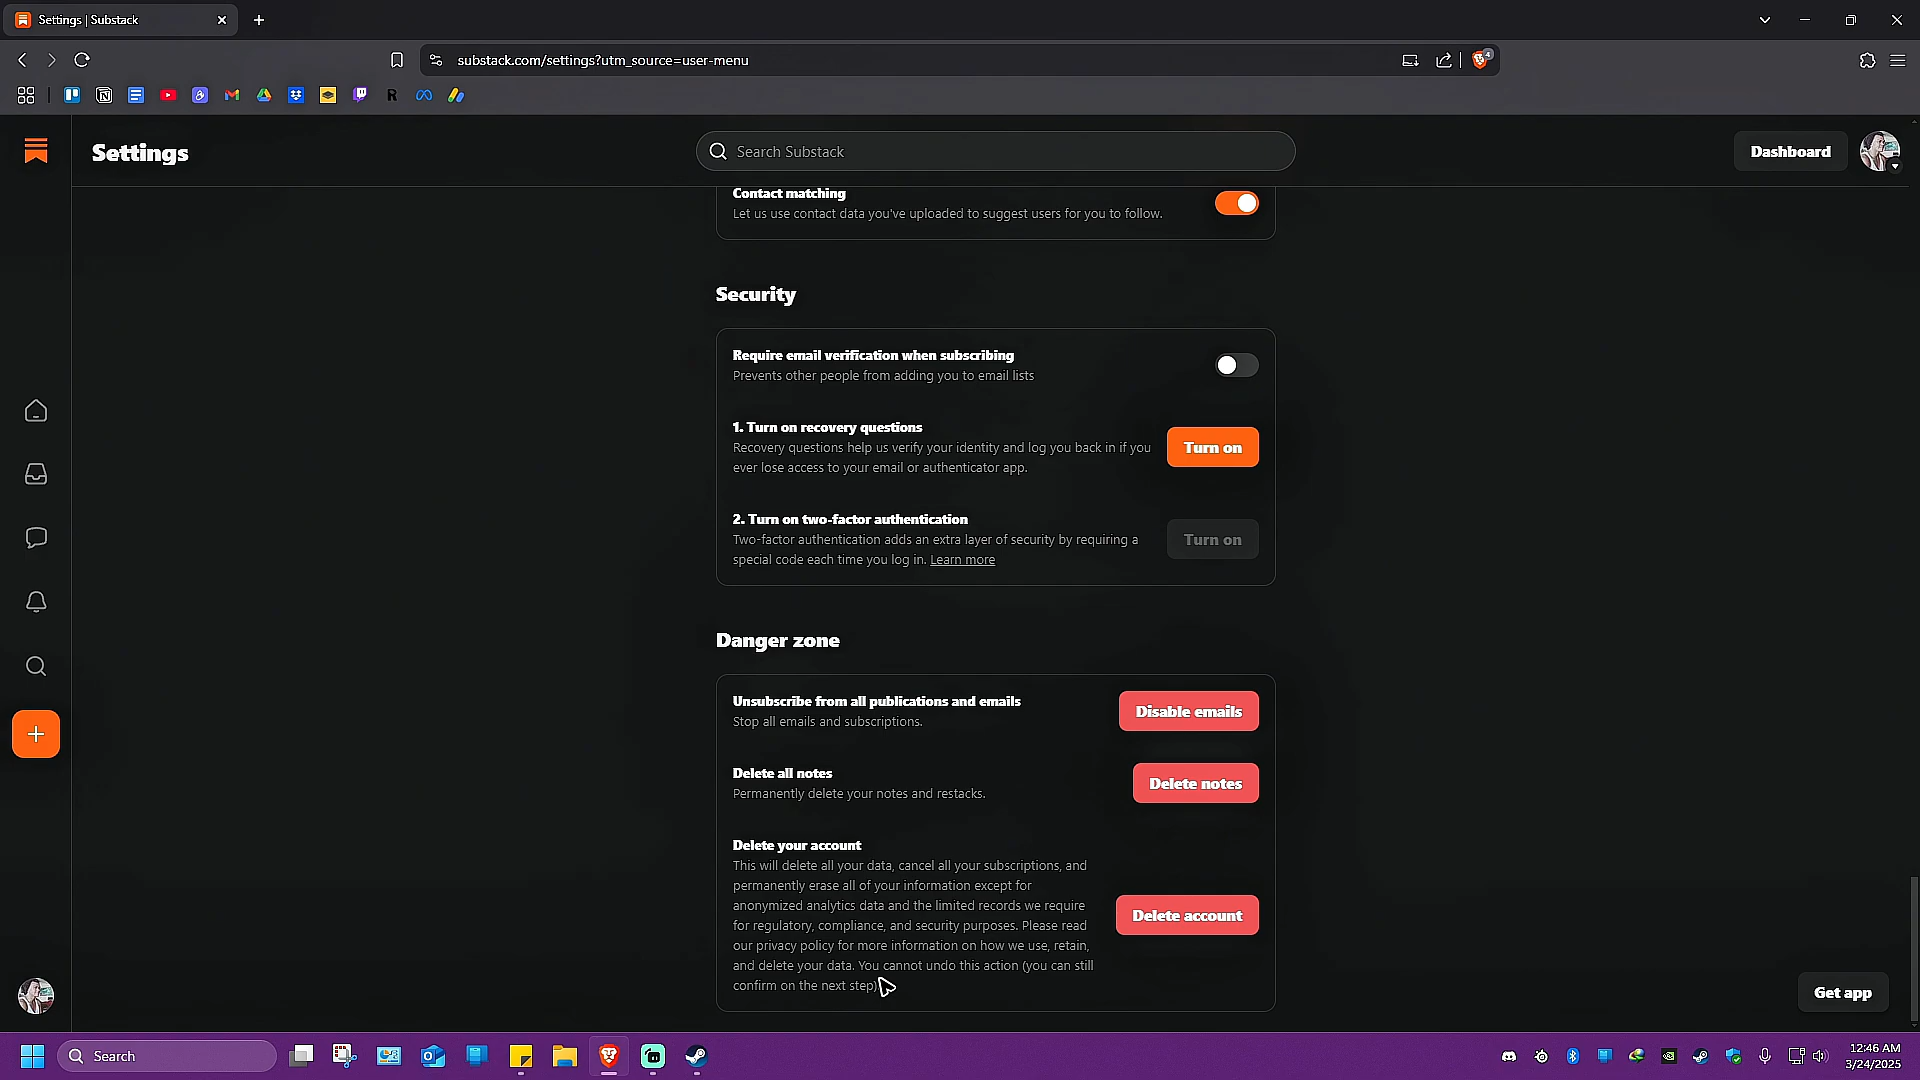 Settings | Substack
substack.com/settings?utm_source=user-menu
4
Settings
Search Substack
Dashboard
Contact matching
Let us use contact data you've uploaded to suggest users for you to follow.
Security
Require email verification when subscribing
Prevents other people from adding you to email lists
1. Turn on recovery questions
Recovery questions help us verify your identity and log you back in if you
ever lose access to your email or authenticator app.
Turn on
2. Turn on two-factor authentication
Two-factor authentication adds an extra layer of security by requiring a
special code each time you log in. Learn more
Turn on
Danger zone
Unsubscribe from all publications and emails
Stop all emails and subscriptions.
Disable emails
Delete all notes
Permanently delete your notes and restacks.
Delete notes
Delete your account
This will delete all your data, cancel all your subscriptions, and
permanently erase all of your information except for
anonymized analytics data and the limited records we require
for regulatory, compliance, and security purposes. Please read
our privacy policy for more information on how we use, retain,
and delete your data. You cannot undo this action (you can still
confirm on the next step)
Delete account
Get app
Search
12:46 AM
3/24/2025